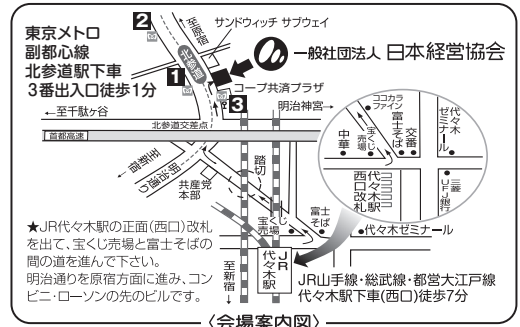 東京メトロ
副都心線
北参道駅下車
3番出入口徒歩1分
2
至原宿
サンドウィッチ サブウェイ
北参道
一般社団法人 日本経営協会
1
3
コープ共済プラザ
←至千駄ヶ谷
明治神宮→
北参道交差点
首都高速
至新宿
明治通り
共産党
本部
踏切
宝くじ
売場
富士
そば
代々木ゼミナール
至新宿
JR
代々木駅
ココカラ
ファイン
中華
宝くじ
売場
富士そば
交番
代々木
ゼミナール
代々木駅
西口改札
三菱
UFJ
銀行
★JR代々木駅の正面(西口)改札
を出て、宝くじ売場と富士そばの
間の道を進んで下さい。
明治通りを原宿方面に進み、コン
ビニ・ローソンの先のビルです。
JR山手線・総武線・都営大江戸線
代々木駅下車(西口)徒歩7分
〈会場案内図〉